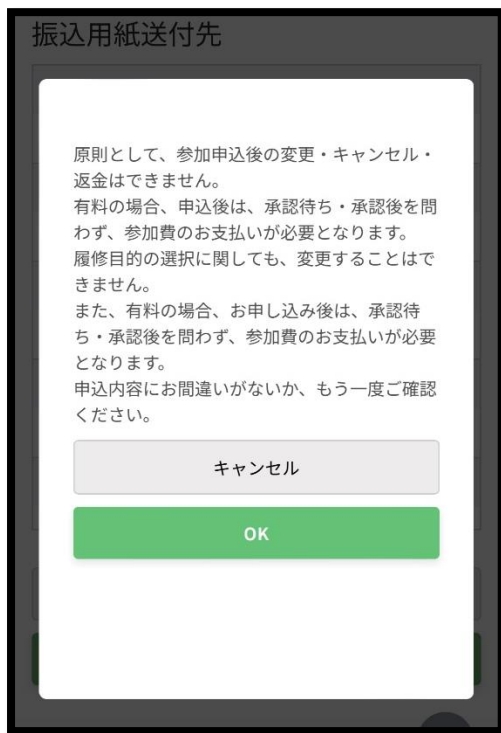 振込用紙送付先
原則として、参加申込後の変更・キャンセル・
返金はできません。
有料の場合、申込後は、承認待ち・承認後を問
わず、参加費のお支払いが必要となります。
履修目的の選択に関しても、変更することはで
きません。
また、有料の場合、お申し込み後は、承認待
ち・承認後を問わず、参加費のお支払いが必要
となります。
申込内容にお間違いがないか、もう一度ご確認
ください。
キャンセル
OK